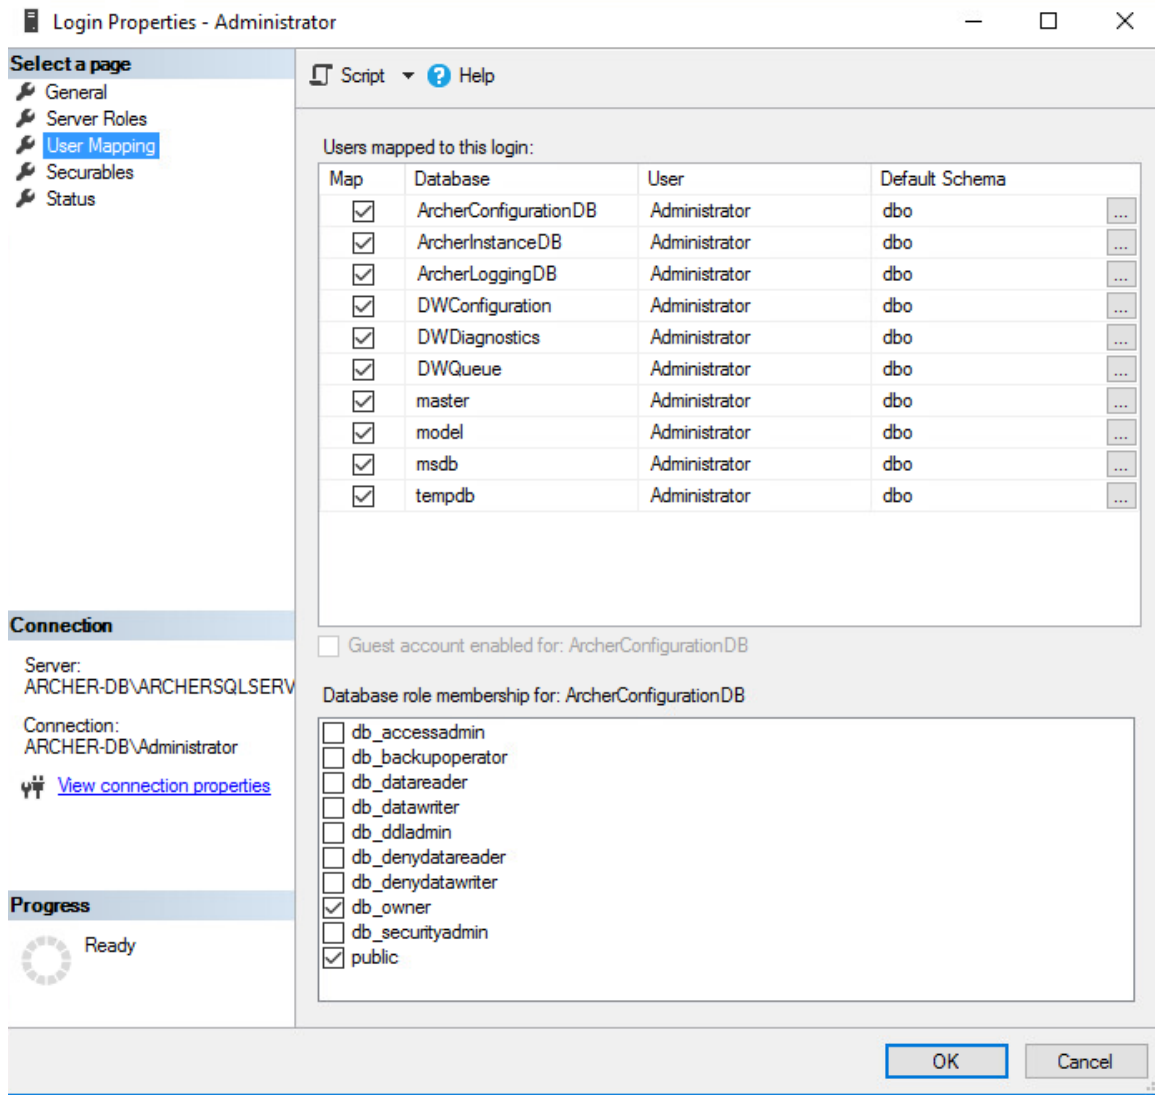 Login Properties - Administrator
Select a page
General
Server Roles
User Mapping
Securables
Status
Script
Help
Users mapped to this login:
Map Database User Default Schema
ArcherConfigurationDB Administrator dbo ...
ArcherInstanceDB Administrator dbo ...
ArcherLoggingDB Administrator dbo ...
DWConfiguration Administrator dbo ...
DWDiagnostics Administrator dbo ...
DWQueue Administrator dbo ...
master Administrator dbo ...
model Administrator dbo ...
msdb Administrator dbo ...
tempdb Administrator dbo ...
Guest account enabled for: ArcherConfigurationDB
Database role membership for: ArcherConfigurationDB
db_accessadmin
db_backupoperator
db_datareader
db_datawriter
db_ddladmin
db_denydatareader
db_denydatawriter
db_owner
db_securityadmin
public
Connection
Server:
ARCHER-DB\ARCHERSQLSERV
Connection:
ARCHER-DB\Administrator
View connection properties
Progress
Ready
OK
Cancel